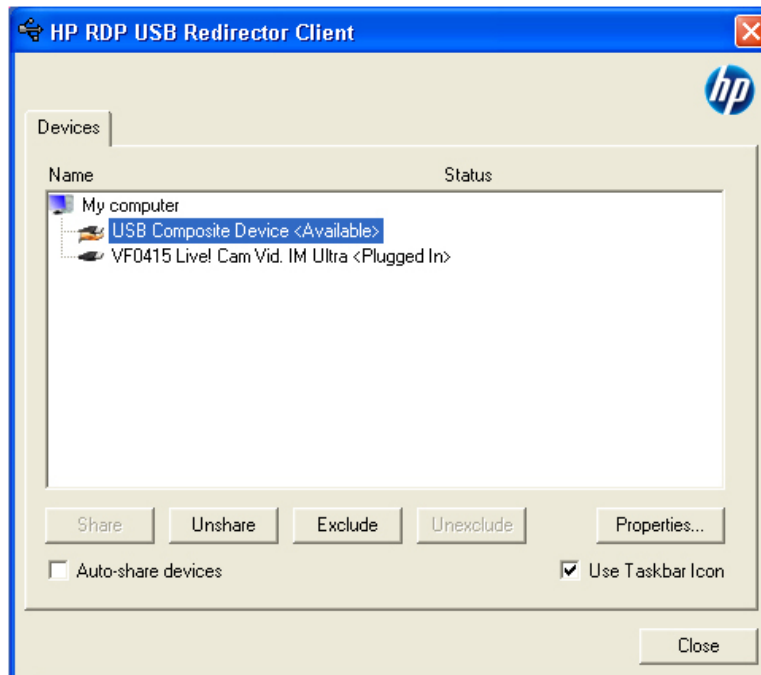 HP RDP USB Redirector Client
hp
Devices
Name Status
My computer
USB Composite Device <Available>
VF0415 Live! Cam Vid. IM Ultra <Plugged In>
Share Unshare Exclude Unexclude Properties...
Auto-share devices Use Taskbar Icon
Close